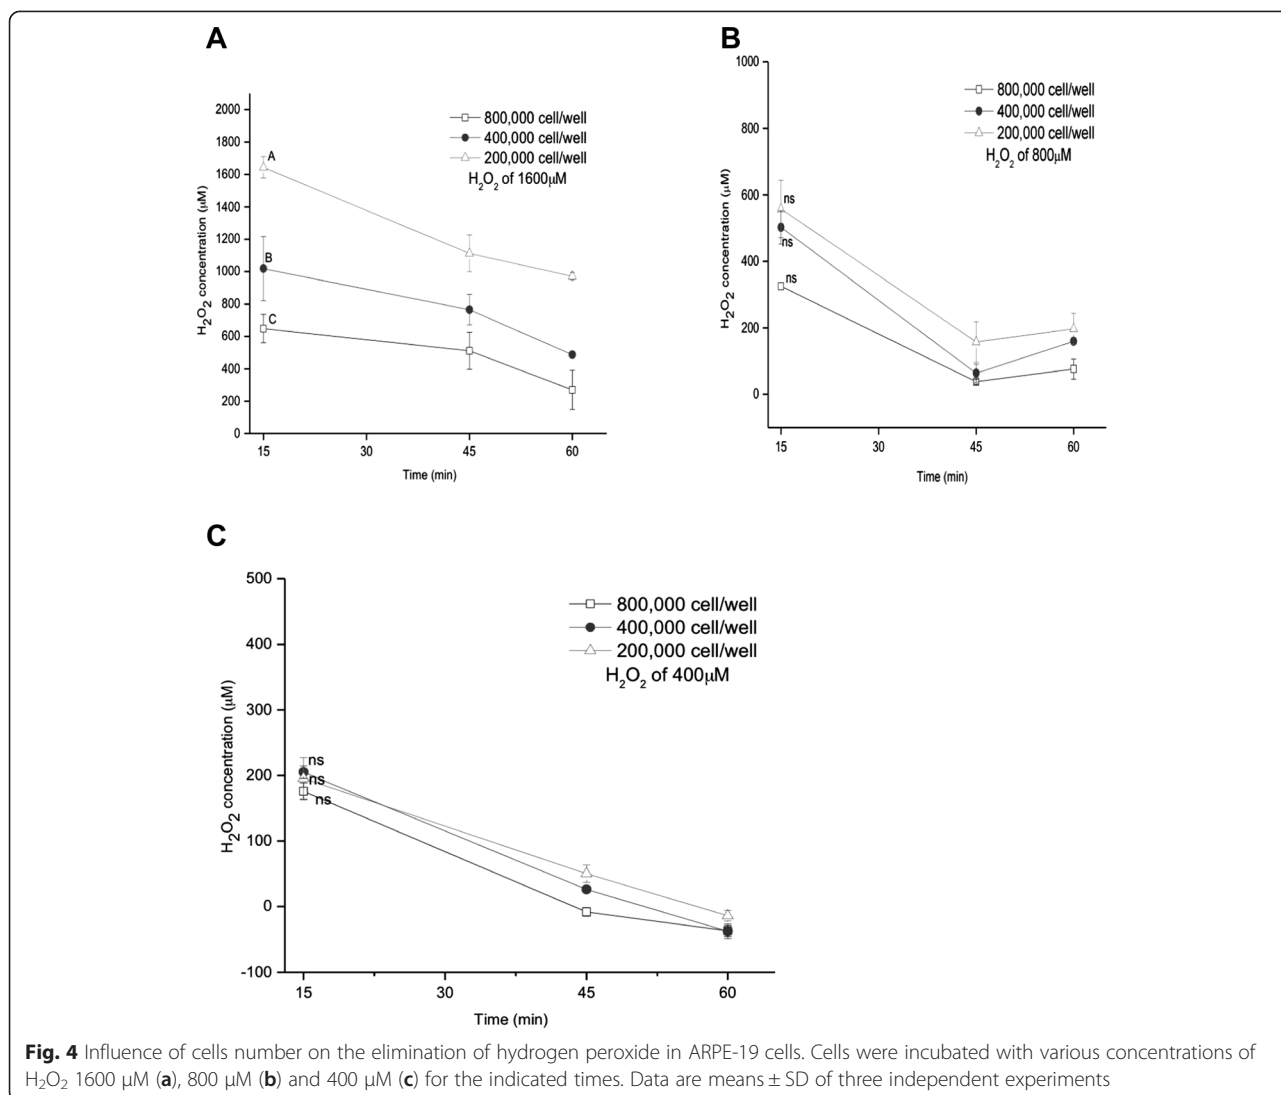 A
2000
1800
1600
1400
1200
1000
800
600
400
200
0
H₂O₂ concentration (µM)
A
B
C
800,000 cell/well
400,000 cell/well
200,000 cell/well
H₂O₂ of 1600µM
15 30 45 60
Time (min)
B
1000
800
600
400
200
0
H₂O₂ concentration (µM)
ns
ns
ns
800,000 cell/well
400,000 cell/well
200,000 cell/well
H₂O₂ of 800µM
15 30 45 60
Time (min)
C
500
400
300
200
100
0
-100
H₂O₂ concentration (µM)
ns
ns
ns
800,000 cell/well
400,000 cell/well
200,000 cell/well
H₂O₂ of 400µM
15 30 45 60
Time (min)
Fig. 4 Influence of cells number on the elimination of hydrogen peroxide in ARPE-19 cells. Cells were incubated with various concentrations of
H₂O₂ 1600 µM (a), 800 µM (b) and 400 µM (c) for the indicated times. Data are means ± SD of three independent experiments